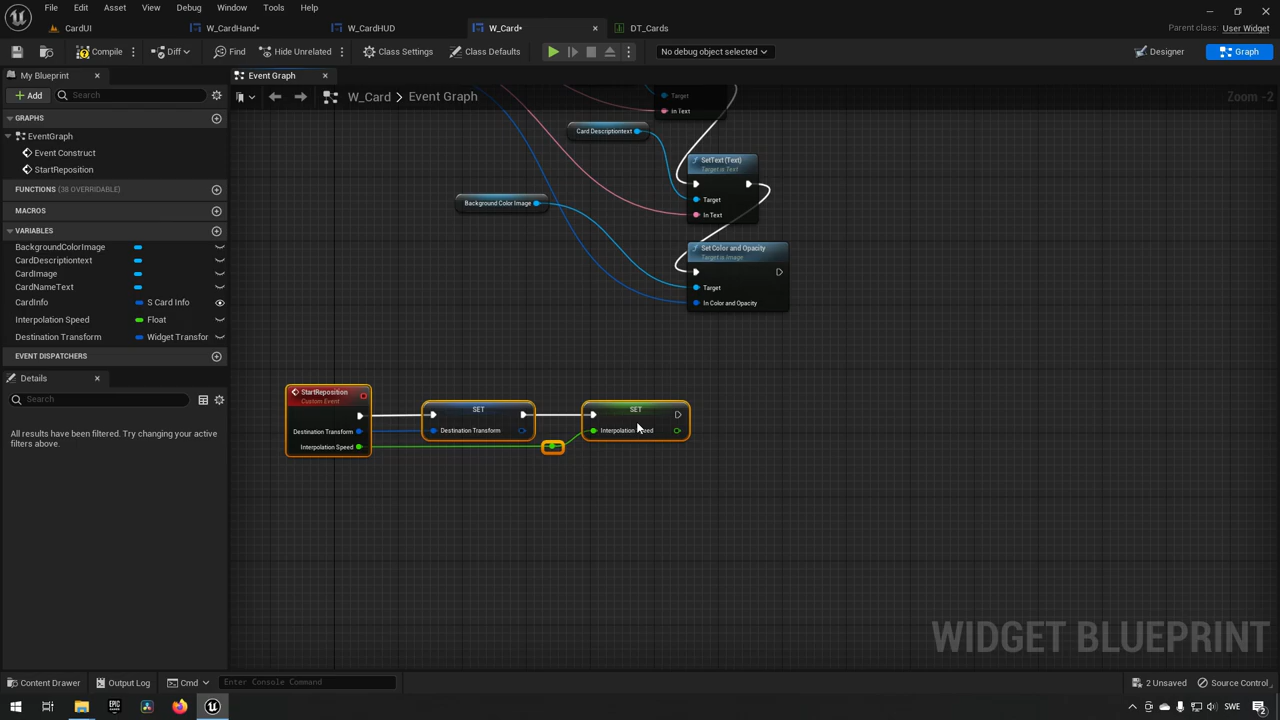 File Edit Asset View Debug Window Tools Help
CardUI
W_CardHand*
W_CardHUD
W_Card*
DT_Cards
Parent class: User Widget
Compile
Diff
Find
Hide Unrelated
Class Settings
Class Defaults
No debug object selected
Designer
Graph
My Blueprint
Event Graph
Add
Search
W_Card > Event Graph
Zoom -2
GRAPHS
EventGraph
Event Construct
StartReposition
FUNCTIONS (38 OVERRIDABLE)
MACROS
VARIABLES
BackgroundColorImage
CardDescriptiontext
CardImage
CardNameText
CardInfo S Card Info
Interpolation Speed Float
Destination Transform Widget Transfor
EVENT DISPATCHERS
Details
Search
All results have been filtered. Try changing your active
filters above.
Target
In Text
Card Descriptiontext
SetText (Text)
Target is Text
Target
In Text
Background Color Image
Set Color and Opacity
Target is Image
Target
In Color and Opacity
StartReposition
Custom Event
Destination Transform
Interpolation Speed
SET
Destination Transform
SET
Interpolation Speed
WIDGET BLUEPRINT
Content Drawer
Output Log
Cmd
Enter Console Command
2 Unsaved
Source Control
EPIC
SWE
2